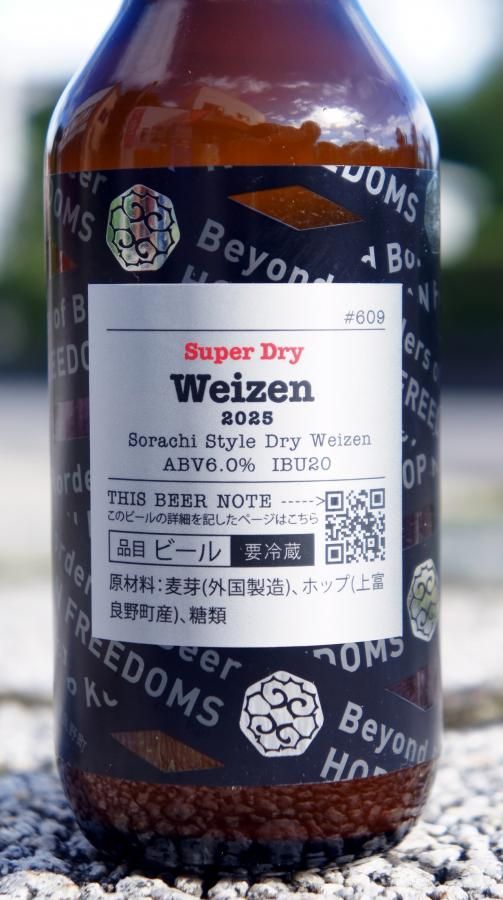 DOMS
Beyond
#609
Super Dry
Weizen
2025
Sorachi Style Dry Weizen
ABV6.0% IBU20
THIS BEER NOTE ----->
このビールの詳細を記したページはこちら
品目 ビール 要冷蔵
原材料：麦芽(外国製造)、ホップ(上富
良野町産)、糖類
FREEDOMS
DOMS
Beyond